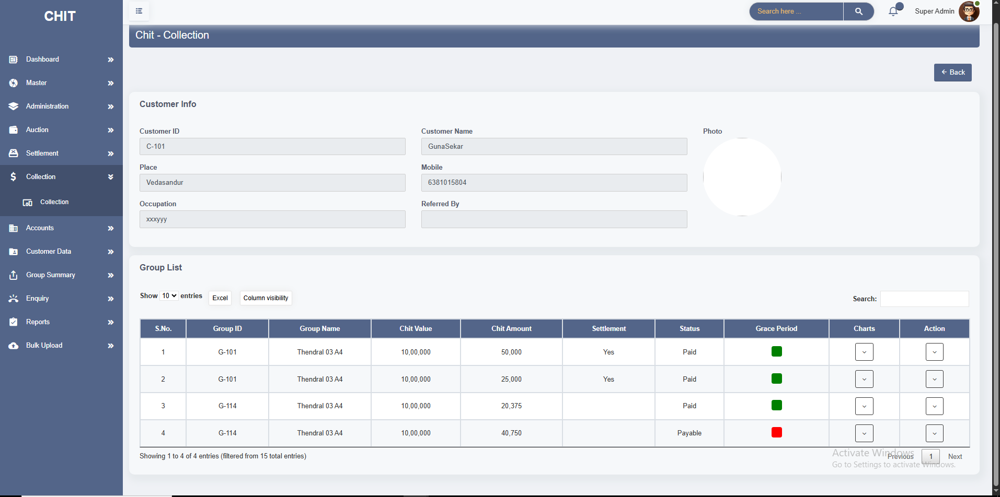 CHIT
Search here ...
Super Admin
Chit - Collection
Dashboard
Master
Administration
Auction
Settlement
Collection
Collection
Accounts
Customer Data
Group Summary
Enquiry
Reports
Bulk Upload
Back
Customer Info
Customer ID
C-101
Customer Name
GunaSekar
Photo
Place
Vedasandur
Mobile
6381015804
Occupation
xxxyyy
Referred By
Group List
Show 10 entries Excel Column visibility Search:
S.No. Group ID Group Name Chit Value Chit Amount Settlement Status Grace Period Charts Action
1 G-101 Thendral 03 A4 10,00,000 50,000 Yes Paid
2 G-101 Thendral 03 A4 10,00,000 25,000 Yes Paid
3 G-114 Thendral 03 A4 10,00,000 20,375 Paid
4 G-114 Thendral 03 A4 10,00,000 40,750 Payable
Showing 1 to 4 of 4 entries (filtered from 15 total entries)
Previous 1 Next
Activate Windows
Go to Settings to activate Windows.